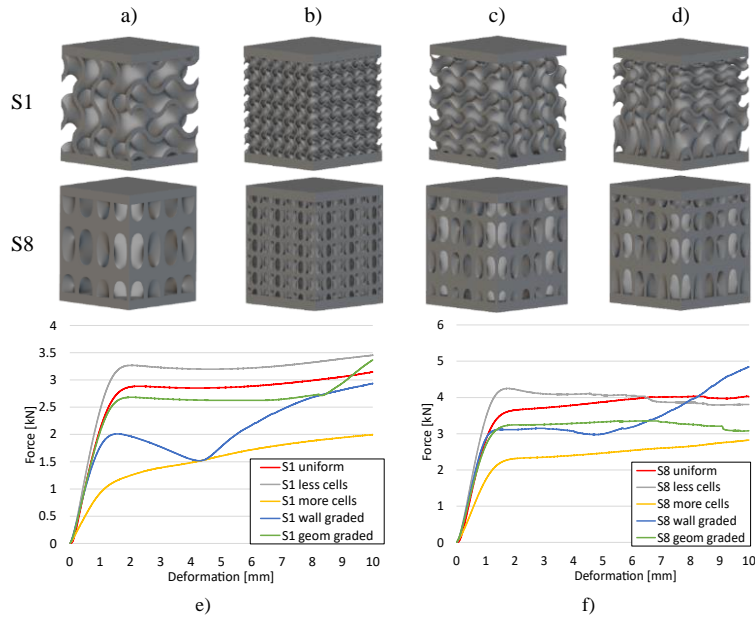 a) b) c) d)
S1
S8
4
3.5
3
2.5
2
1.5
1
0.5
0
Force [kN]
0 1 2 3 4 5 6 7 8 9 10
Deformation [mm]
S1 uniform
S1 less cells
S1 more cells
S1 wall graded
S1 geom graded
e)
6
5
4
3
2
1
0
Force [kN]
0 1 2 3 4 5 6 7 8 9 10
Deformation [mm]
S8 uniform
S8 less cells
S8 more cells
S8 wall graded
S8 geom graded
f)